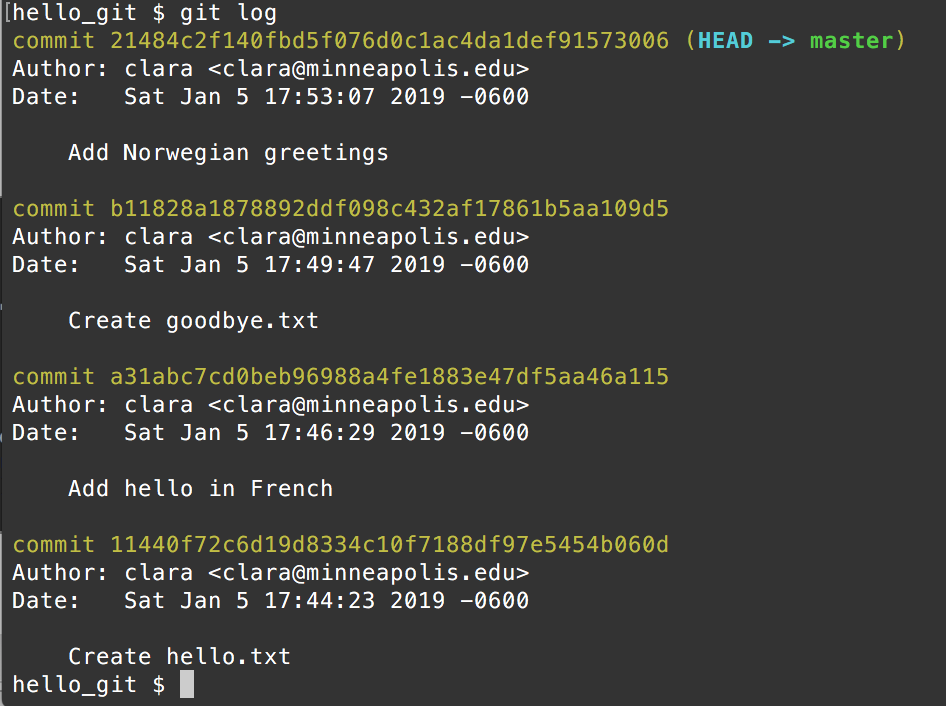 [hello_git $ git log
commit 21484c2f140fbd5f076d0c1ac4da1def91573006 (HEAD -> master)
Author: clara <clara@minneapolis.edu>
Date:   Sat Jan 5 17:53:07 2019 -0600
    Add Norwegian greetings
commit b11828a1878892ddf098c432af17861b5aa109d5
Author: clara <clara@minneapolis.edu>
Date:   Sat Jan 5 17:49:47 2019 -0600
    Create goodbye.txt
commit a31abc7cd0beb96988a4fe1883e47df5aa46a115
Author: clara <clara@minneapolis.edu>
Date:   Sat Jan 5 17:46:29 2019 -0600
    Add hello in French
commit 11440f72c6d19d8334c10f7188df97e5454b060d
Author: clara <clara@minneapolis.edu>
Date:   Sat Jan 5 17:44:23 2019 -0600
    Create hello.txt
hello_git $